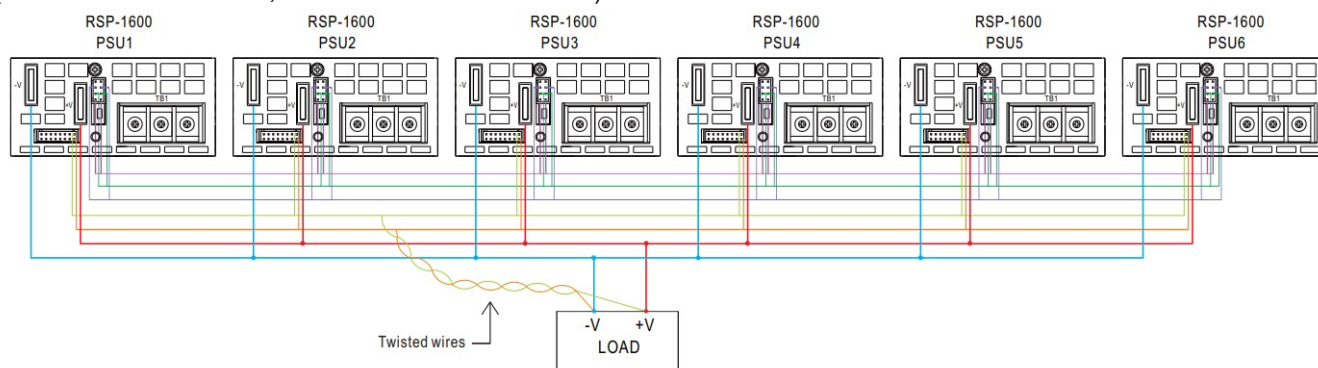 RSP-1600 RSP-1600 RSP-1600 RSP-1600 RSP-1600 RSP-1600
PSU1 PSU2 PSU3 PSU4 PSU5 PSU6
-V -V -V -V -V -V
+V +V +V +V +V +V
TB1 TB1 TB1 TB1 TB1 TB1
-V +V
Twisted wires
LOAD